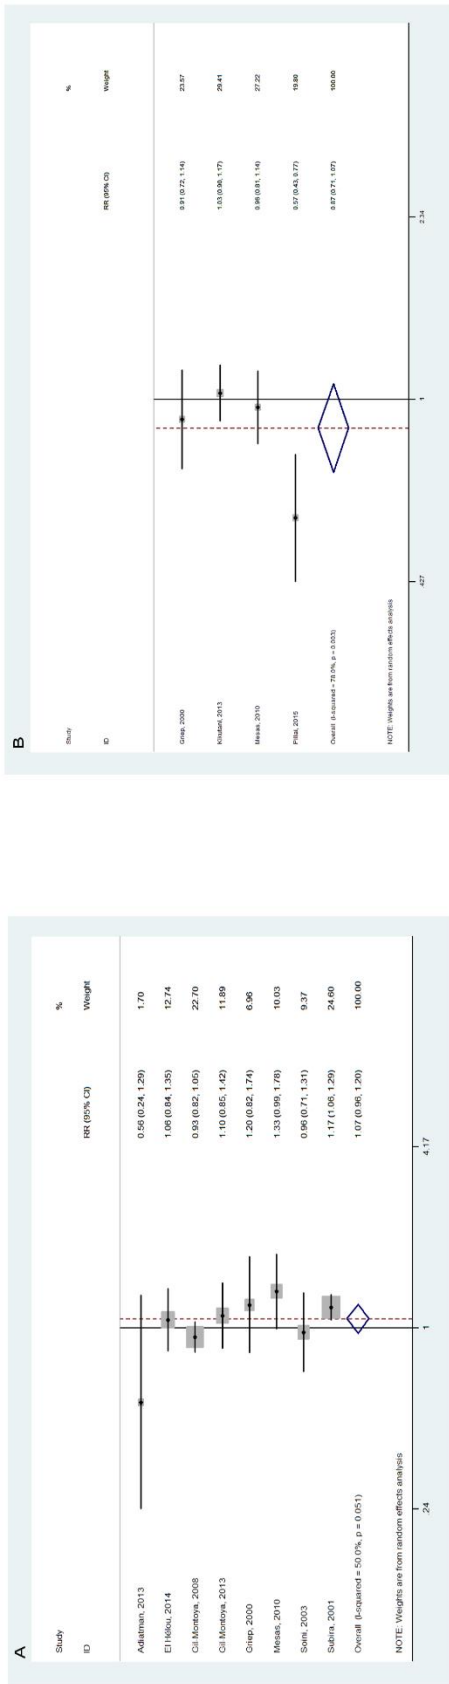 A
Study
%
ID
RR (95% CI)
Weight
Adiatman, 2013 0.56 (0.24, 1.29) 1.70
El Hélou, 2014 1.06 (0.84, 1.35) 12.74
Gil Montoya, 2008 0.93 (0.82, 1.05) 22.70
Gil Montoya, 2013 1.10 (0.85, 1.42) 11.89
Griep, 2000 1.20 (0.82, 1.74) 6.96
Mesas, 2010 1.33 (0.99, 1.78) 10.03
Soini, 2003 0.96 (0.71, 1.31) 9.37
Subira, 2001 1.17 (1.06, 1.29) 24.60
Overall (I-squared = 50.0%, p = 0.051) 1.07 (0.96, 1.20) 100.00
NOTE: Weights are from random effects analysis
.24 1 4.17
B
Study
%
ID
RR (95% CI)
Weight
Griep, 2000 0.91 (0.72, 1.14) 23.57
Kikutani, 2013 1.03 (0.90, 1.17) 29.41
Mesas, 2010 0.96 (0.81, 1.14) 27.22
Pillai, 2015 0.57 (0.43, 0.77) 19.80
Overall (I-squared = 78.0%, p = 0.003) 0.87 (0.71, 1.07) 100.00
NOTE: Weights are from random effects analysis
.427 1 2.34